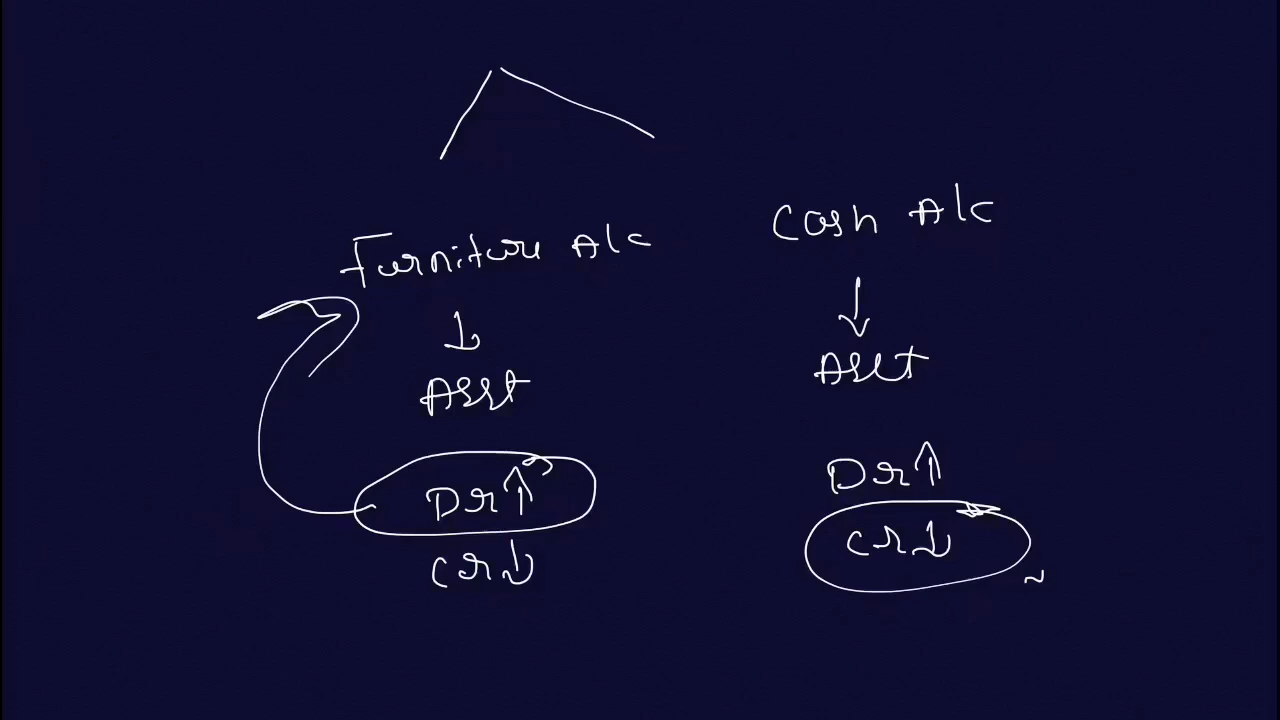 Furniture A/c
Cash A/c
↓
Asset
↓
Asset
Dr↑
Cr↓
Dr↑
Cr↓